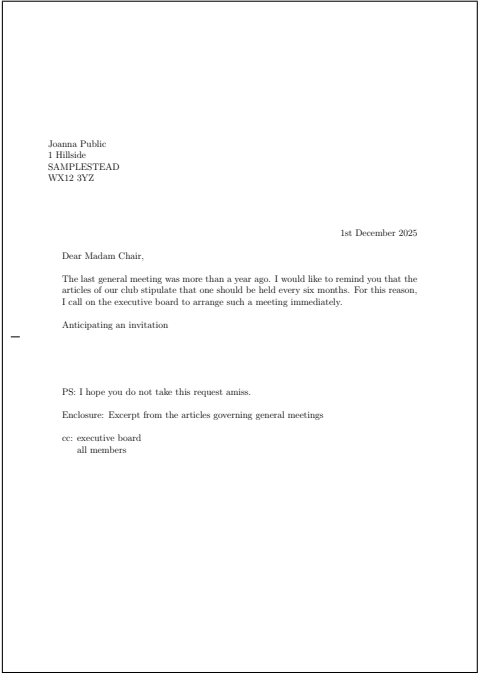 Joanna Public
1 Hillside
SAMPLESTEAD
WX12 3YZ
1st December 2025
Dear Madam Chair,
The last general meeting was more than a year ago. I would like to remind you that the
articles of our club stipulate that one should be held every six months. For this reason,
I call on the executive board to arrange such a meeting immediately.
Anticipating an invitation
PS: I hope you do not take this request amiss.
Enclosure: Excerpt from the articles governing general meetings
cc: executive board
all members